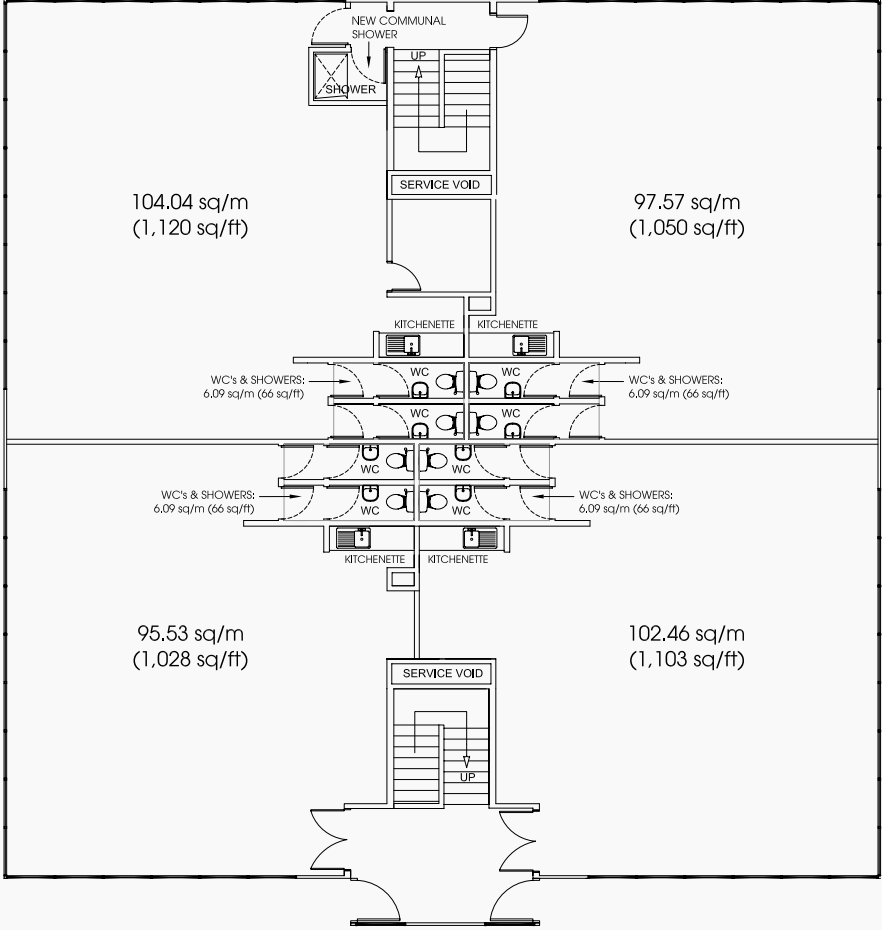 NEW COMMUNAL
SHOWER
UP
SHOWER
SERVICE VOID
104.04 sq/m
(1,120 sq/ft)
97.57 sq/m
(1,050 sq/ft)
KITCHENETTE
KITCHENETTE
WC's & SHOWERS:
6.09 sq/m (66 sq/ft)
WC
WC
WC's & SHOWERS:
6.09 sq/m (66 sq/ft)
WC
WC
WC
WC
WC's & SHOWERS:
6.09 sq/m (66 sq/ft)
WC
WC
WC's & SHOWERS:
6.09 sq/m (66 sq/ft)
KITCHENETTE
KITCHENETTE
95.53 sq/m
(1,028 sq/ft)
102.46 sq/m
(1,103 sq/ft)
SERVICE VOID
UP